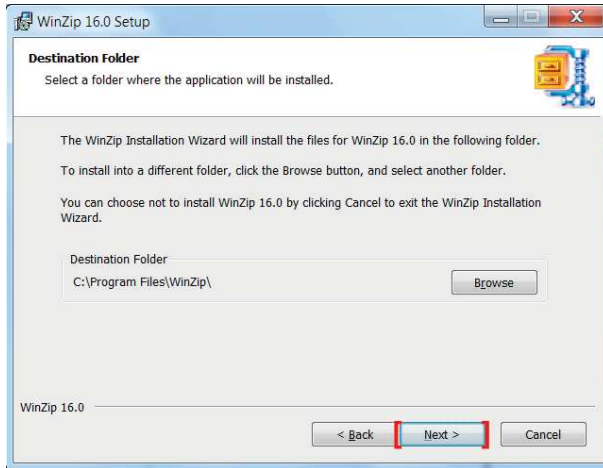 WinZip 16.0 Setup
Destination Folder
Select a folder where the application will be installed.
The WinZip Installation Wizard will install the files for WinZip 16.0 in the following folder.
To install into a different folder, click the Browse button, and select another folder.
You can choose not to install WinZip 16.0 by clicking Cancel to exit the WinZip Installation
Wizard.
Destination Folder
C:\Program Files\WinZip\
Browse
WinZip 16.0
< Back
Next >
Cancel